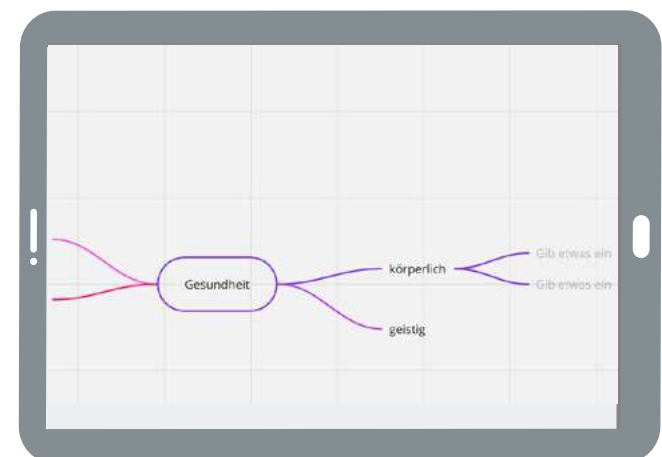 Gib etwas ein
körperlich
Gesundheit
Gib etwas ein
geistig